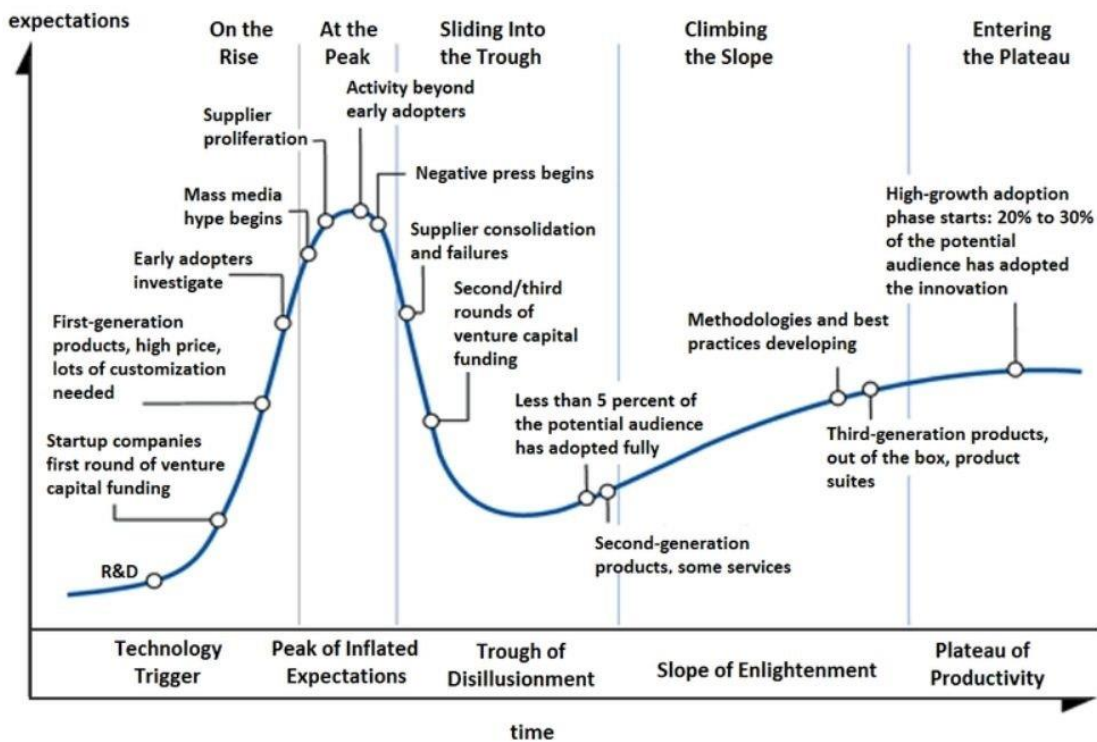 expectations
On the
Rise
At the
Peak
Sliding Into
the Trough
Climbing
the Slope
Entering
the Plateau
Activity beyond
early adopters
Supplier
proliferation
Negative press begins
Mass media
hype begins
High-growth adoption
phase starts: 20% to 30%
of the potential
audience has adopted
the innovation
Supplier consolidation
and failures
Early adopters
investigate
Second/third
rounds of
venture capital
funding
First-generation
products, high price,
lots of customization
needed
Methodologies and best
practices developing
Less than 5 percent of
the potential audience
has adopted fully
Startup companies
first round of venture
capital funding
Third-generation products,
out of the box, product
suites
Second-generation
products, some services
R&D
Technology
Trigger
Peak of Inflated
Expectations
Trough of
Disillusionment
Slope of Enlightenment
Plateau of
Productivity
time